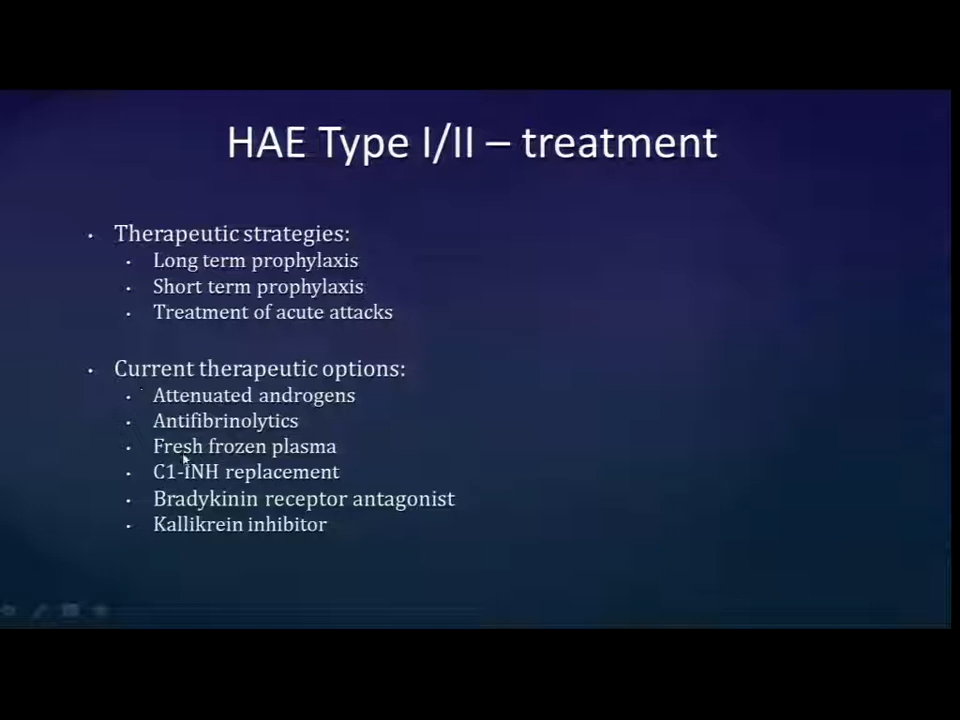 HAE Type I/II – treatment
• Therapeutic strategies:
• Long term prophylaxis
• Short term prophylaxis
• Treatment of acute attacks
• Current therapeutic options:
• Attenuated androgens
• Antifibrinolytics
• Fresh frozen plasma
• C1-INH replacement
• Bradykinin receptor antagonist
• Kallikrein inhibitor